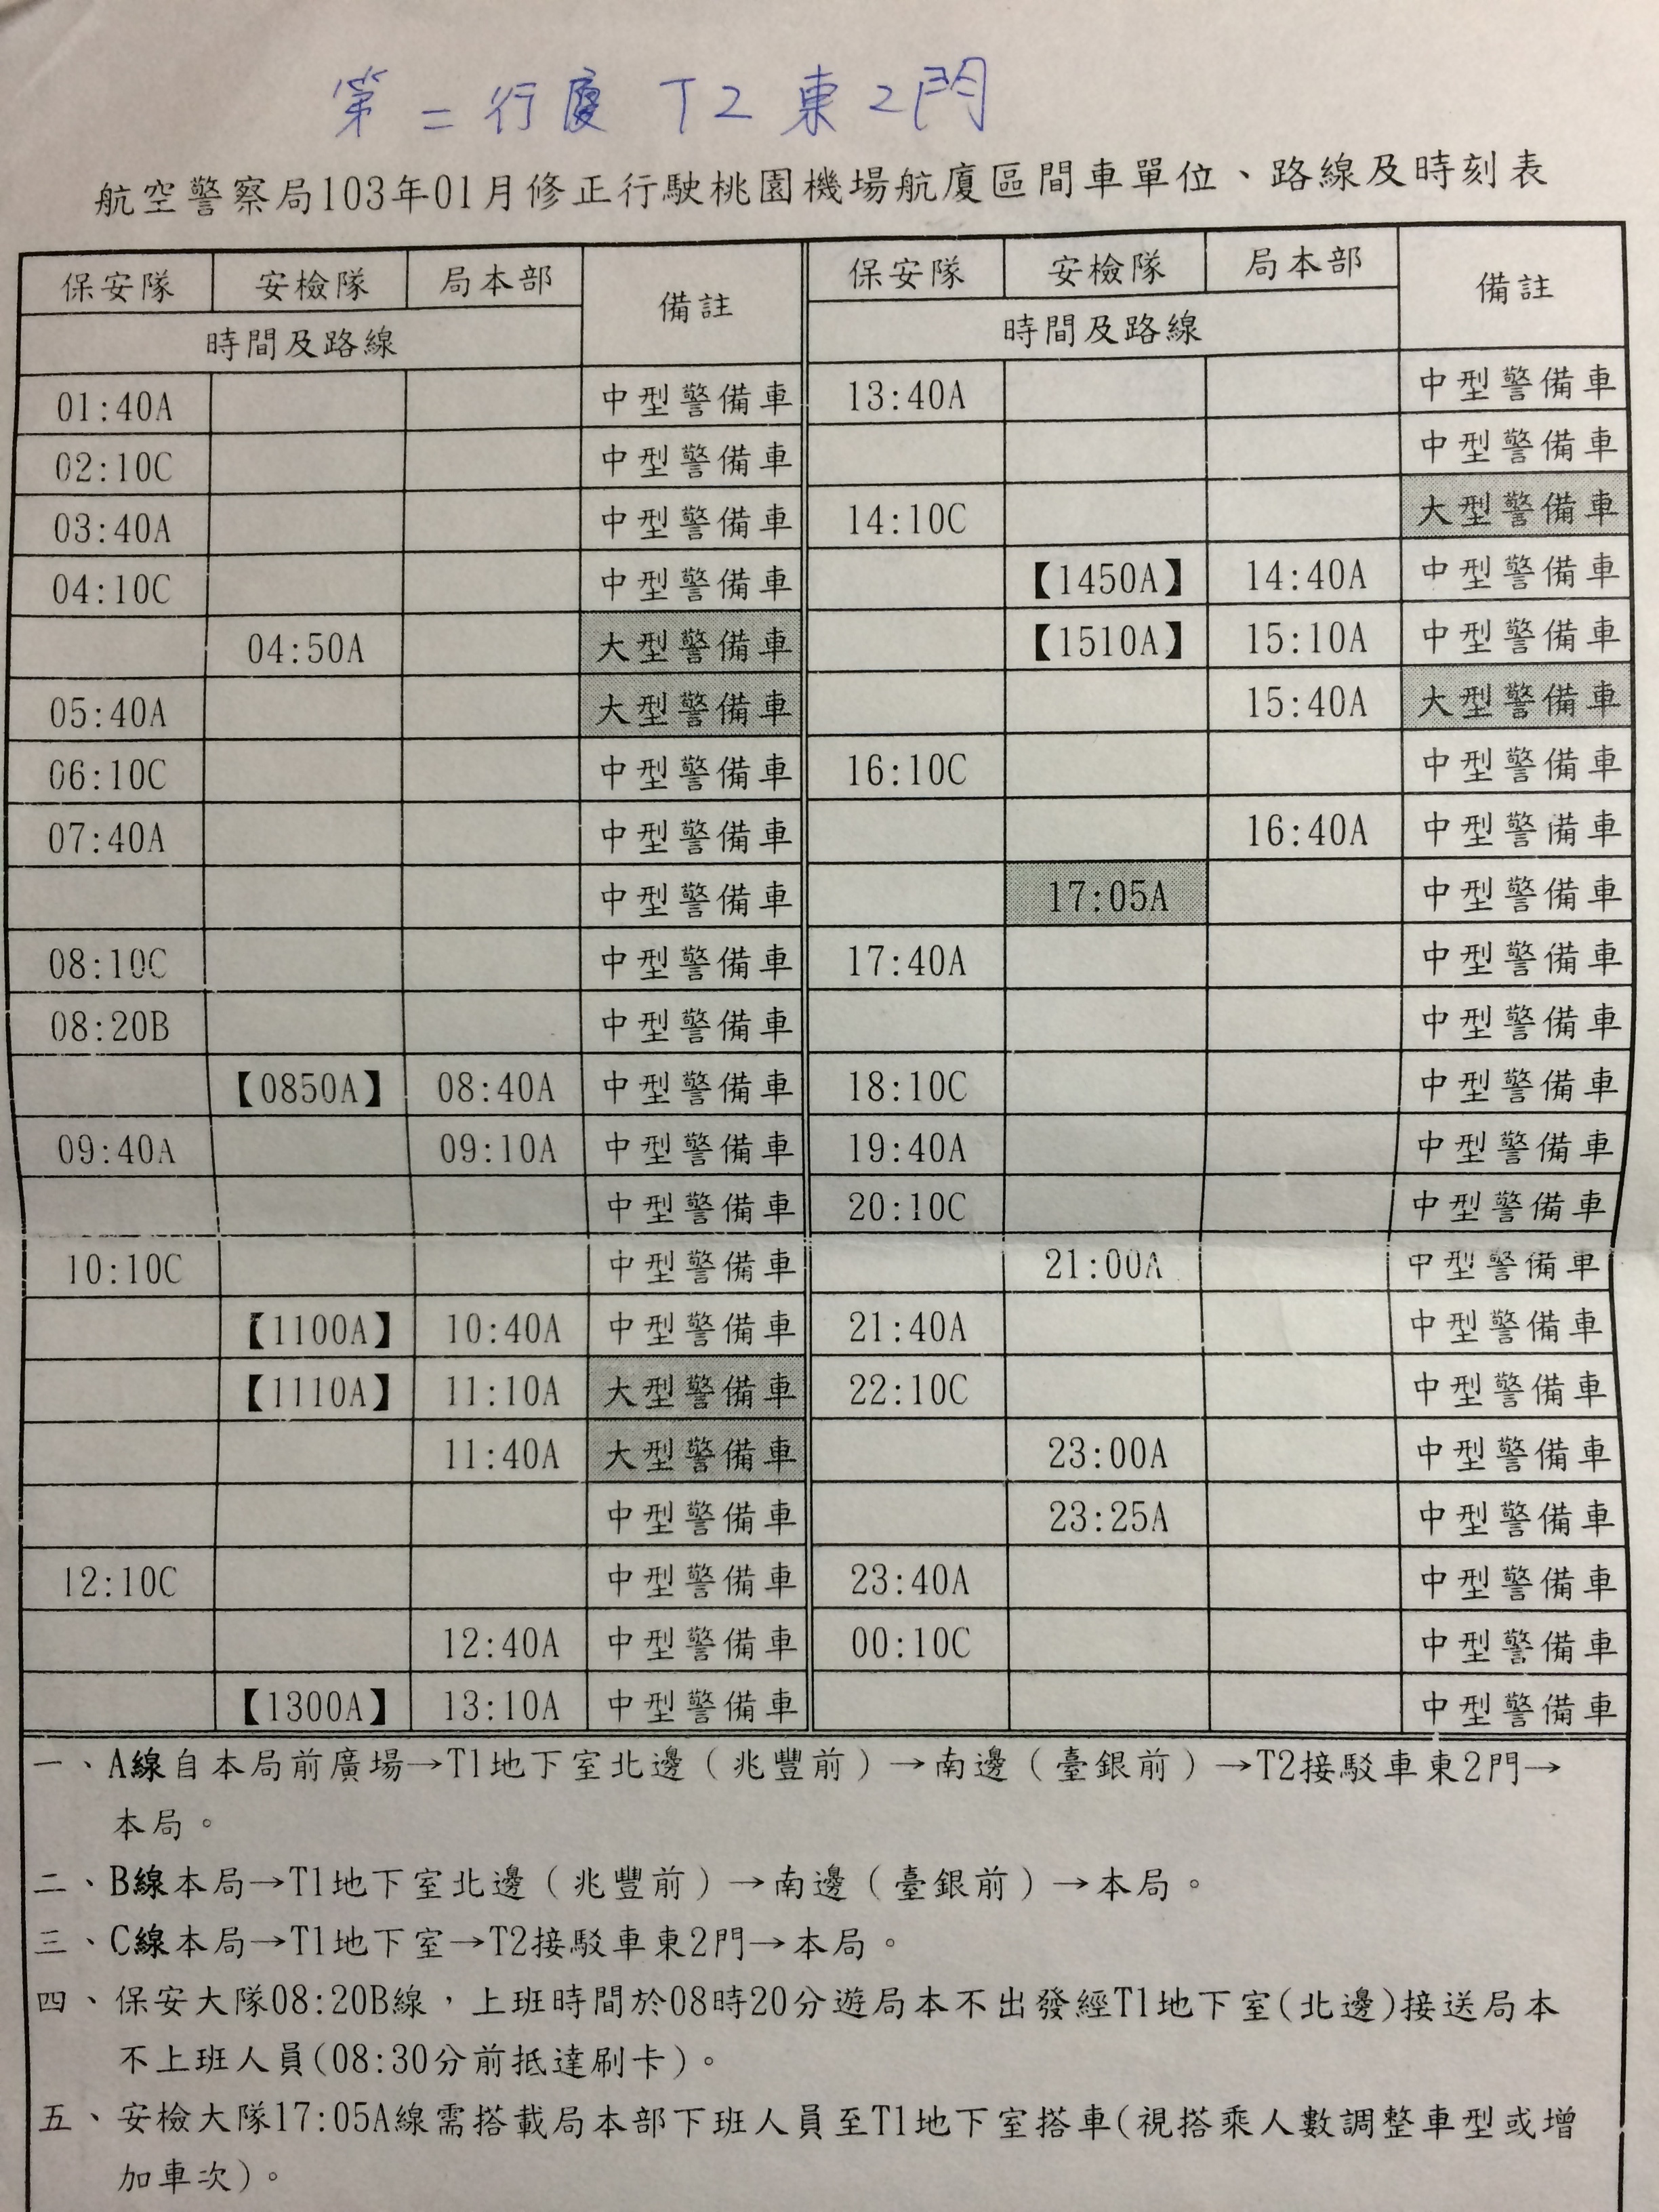 第二行廈 T2 東2門
航空警察局103年01月修正行駛桃園機場航廈區間車單位、路線及時刻表
保安隊 安檢隊 局本部 備註 保安隊 安檢隊 局本部 備註
時間及路線 時間及路線
01:40A 中型警備車 13:40A 中型警備車
02:10C 中型警備車 中型警備車
03:40A 中型警備車 14:10C 大型警備車
04:10C 中型警備車 【1450A】 14:40A 中型警備車
04:50A 大型警備車 【1510A】 15:10A 中型警備車
05:40A 大型警備車 15:40A 大型警備車
06:10C 中型警備車 16:10C 中型警備車
07:40A 中型警備車 16:40A 中型警備車
中型警備車 17:05A 中型警備車
08:10C 中型警備車 17:40A 中型警備車
08:20B 中型警備車 中型警備車
【0850A】 08:40A 中型警備車 18:10C 中型警備車
09:40A 09:10A 中型警備車 19:40A 中型警備車
中型警備車 20:10C 中型警備車
10:10C 中型警備車 21:00A 中型警備車
【1100A】 10:40A 中型警備車 21:40A 中型警備車
【1110A】 11:10A 大型警備車 22:10C 中型警備車
11:40A 大型警備車 23:00A 中型警備車
中型警備車 23:25A 中型警備車
12:10C 中型警備車 23:40A 中型警備車
12:40A 中型警備車 00:10C 中型警備車
【1300A】 13:10A 中型警備車 中型警備車
一、A線自本局前廣場→T1地下室北邊(兆豐前)→南邊(臺銀前)→T2接駁車東2門→
本局。
二、B線本局→T1地下室北邊(兆豐前)→南邊(臺銀前)→本局。
三、C線本局→T1地下室→T2接駁車東2門→本局。
四、保安大隊08:20B線,上班時間於08時20分遊局本不出發經T1地下室(北邊)接送局本
不上班人員(08:30分前抵達刷卡)。
五、安檢大隊17:05A線需搭載局本部下班人員至T1地下室搭車(視搭乘人數調整車型或增
加車次)。